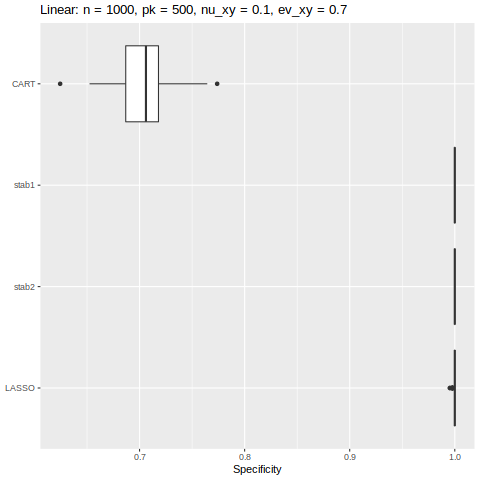 Linear: n = 1000, pk = 500, nu_xy = 0.1, ev_xy = 0.7
CART
stab1
stab2
LASSO
0.7 0.8 0.9 1.0
Specificity